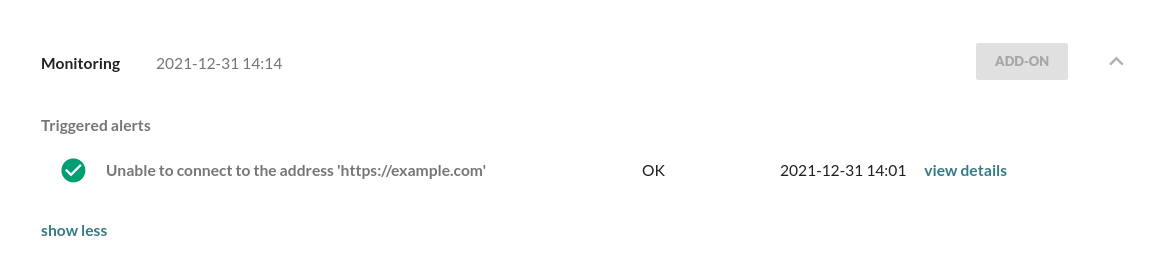 Monitoring 2021-12-31 14:14 ADD-ON
Triggered alerts
Unable to connect to the address 'https://example.com' OK 2021-12-31 14:01 view details
show less